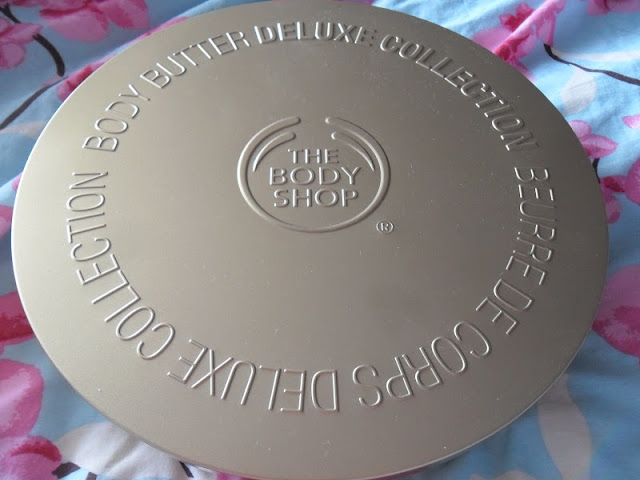 BODY BUTTER DELUXE COLLECTION
BEURRE DE CORPS DELUXE COLLECTION
THE
BODY
SHOP
®